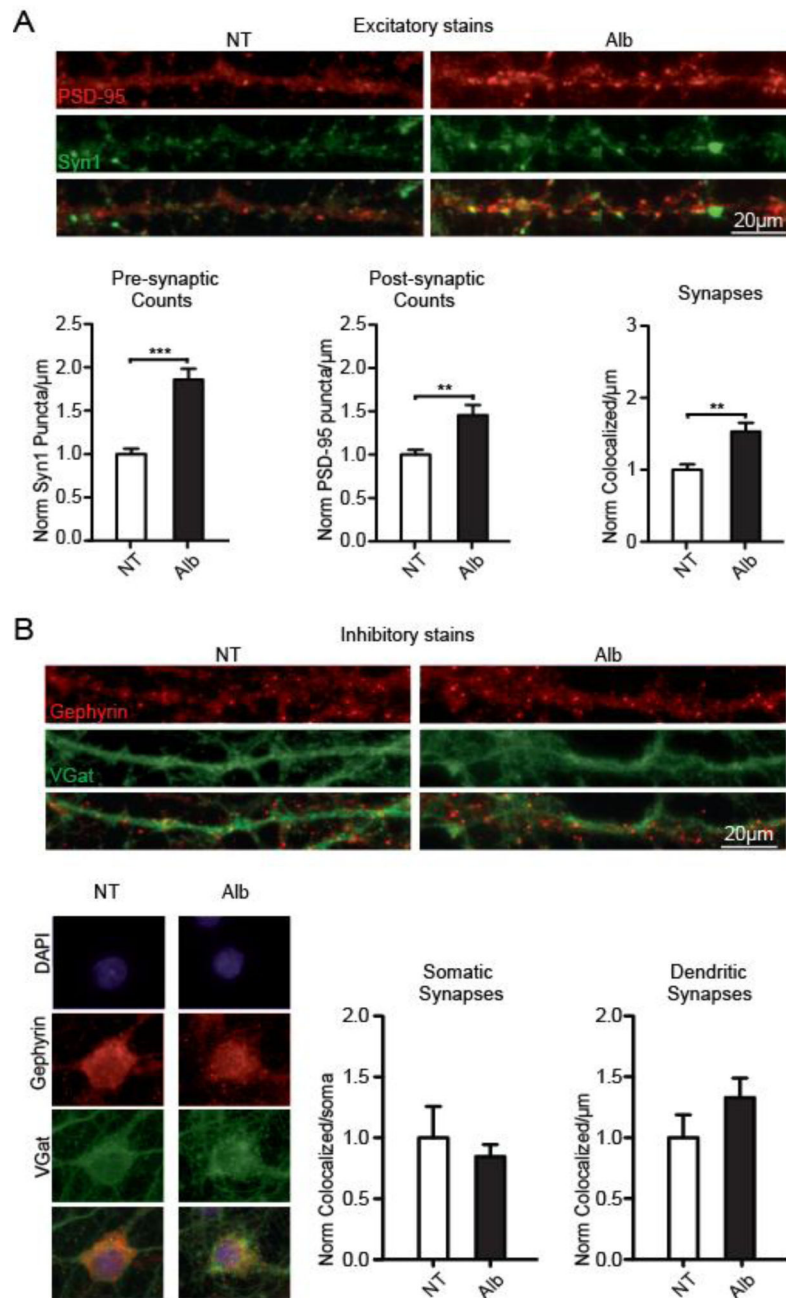 A
Excitatory stains
NT
Alb
PSD-95
Syn1
20µm
Pre-synaptic
Counts
Norm Syn1 Puncta/µm
2.5
2.0
1.5
1.0
0.5
0.0
***
NT
Alb
Post-synaptic
Counts
Norm PSD-95 puncta/µm
2.5
2.0
1.5
1.0
0.5
0.0
**
NT
Alb
Synapses
Norm Colocalized/µm
3
2
1
0
**
NT
Alb
B
Inhibitory stains
NT
Alb
Gephyrin
VGat
20µm
NT
Alb
DAPI
Gephyrin
VGat
Somatic
Synapses
Norm Colocalized/soma
2.0
1.5
1.0
0.5
0.0
NT
Alb
Dendritic
Synapses
Norm Colocalized/µm
2.0
1.5
1.0
0.5
0.0
NT
Alb